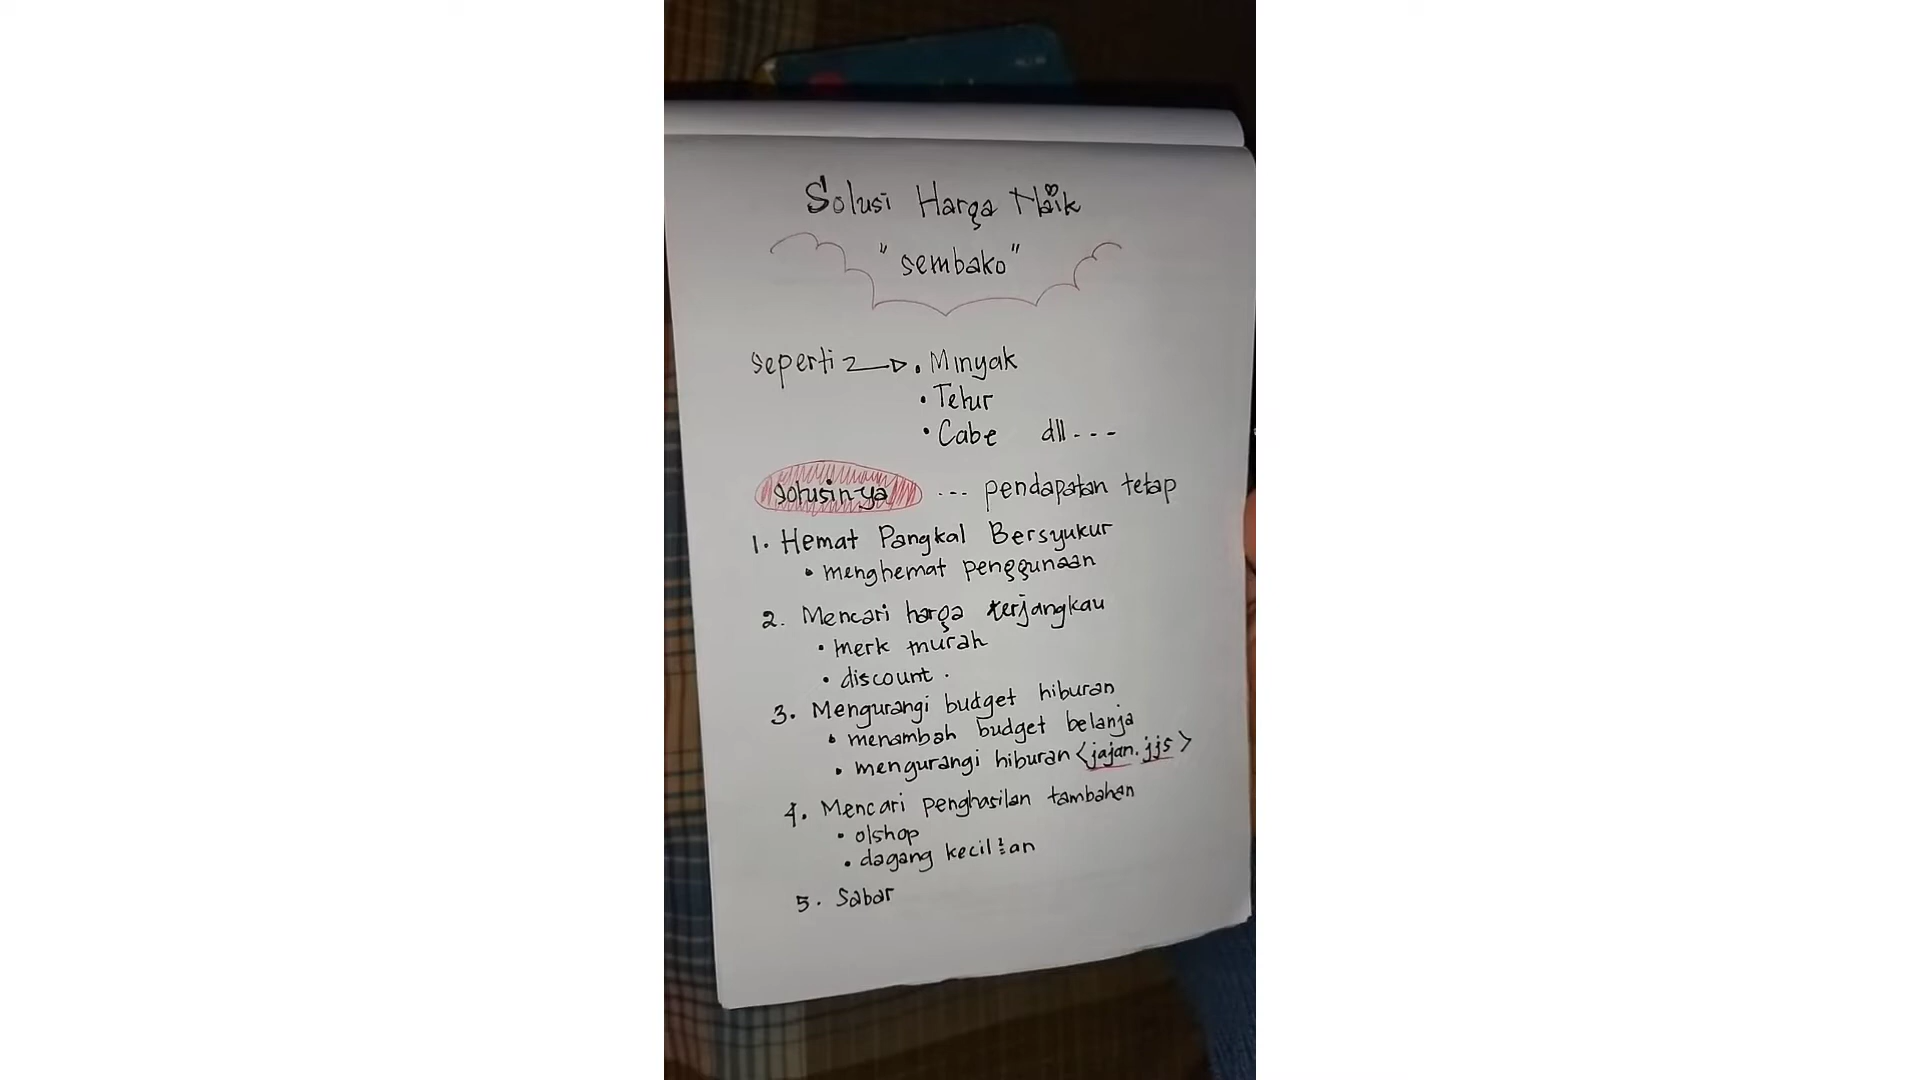 Solusi Harga Naik
"sembako"
seperti2 → • Minyak
• Telur
• Cabe dll ---
solusinya ... pendapatan tetap
1. Hemat Pangkal Bersyukur
• menghemat penggunaan
2. Mencari harga terjangkau
• merk murah
• discount .
3. Mengurangi budget hiburan
• menambah budget belanja
• mengurangi hiburan <jajan. jjs>
4. Mencari penghasilan tambahan
• olshop
• dagang kecil2an
5. Sabar